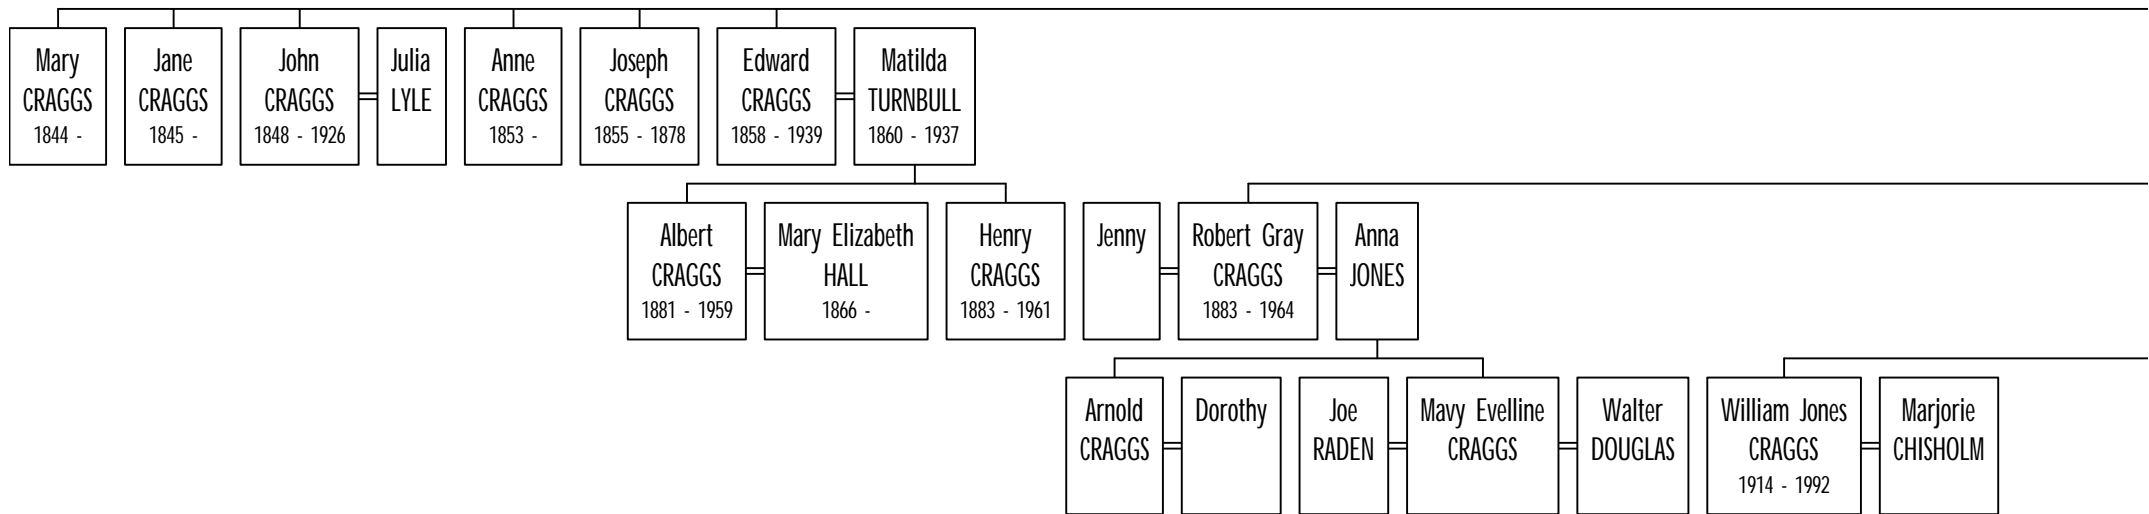 Mary
CRAGGS
1844 -
Jane
CRAGGS
1845 -
John
CRAGGS
1848 - 1926
Julia
LYLE
Anne
CRAGGS
1853 -
Joseph
CRAGGS
1855 - 1878
Edward
CRAGGS
1858 - 1939
Matilda
TURNBULL
1860 - 1937
Albert
CRAGGS
1881 - 1959
Mary Elizabeth
HALL
1866 -
Henry
CRAGGS
1883 - 1961
Jenny
Robert Gray
CRAGGS
1883 - 1964
Anna
JONES
Arnold
CRAGGS
Dorothy
Joe
RADEN
Mavy Evelline
CRAGGS
Walter
DOUGLAS
William Jones
CRAGGS
1914 - 1992
Marjorie
CHISHOLM